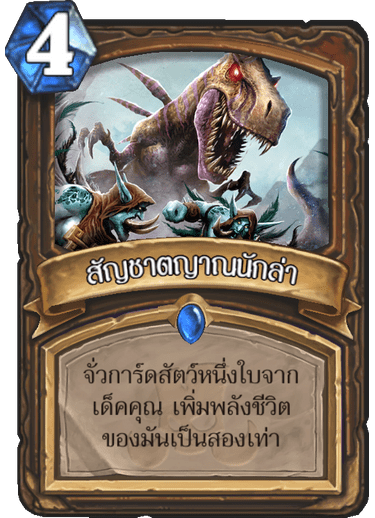 4
สัญชาตญาณนักล่า
จั่วการ์ดสัตว์หนึ่งใบจาก
เด็คคุณ เพิ่มพลังชีวิต
ของมันเป็นสองเท่า